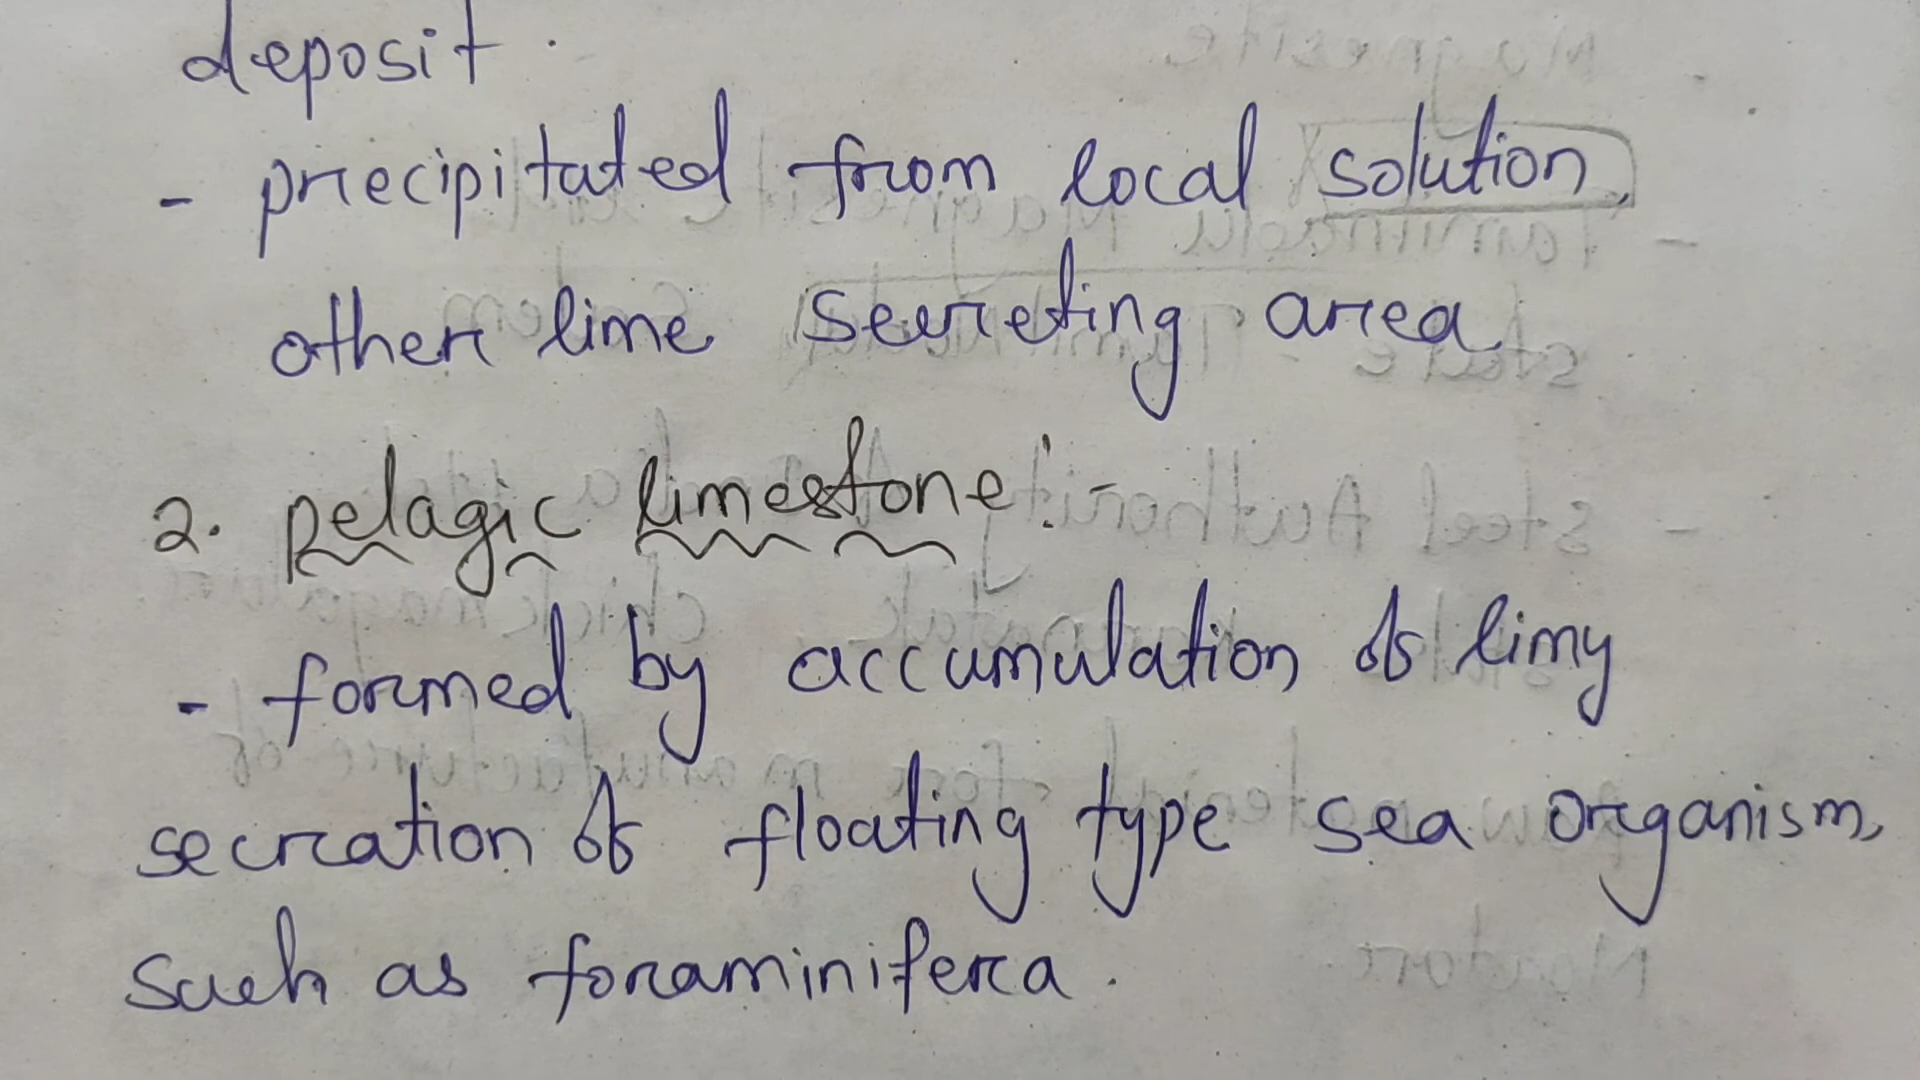 deposit.
- precipitated from local solution,
other lime secreting area
2. pelagic limestone:-
- formed by accumulation of limy
secreation of floating type sea organism,
such as foraminifera.